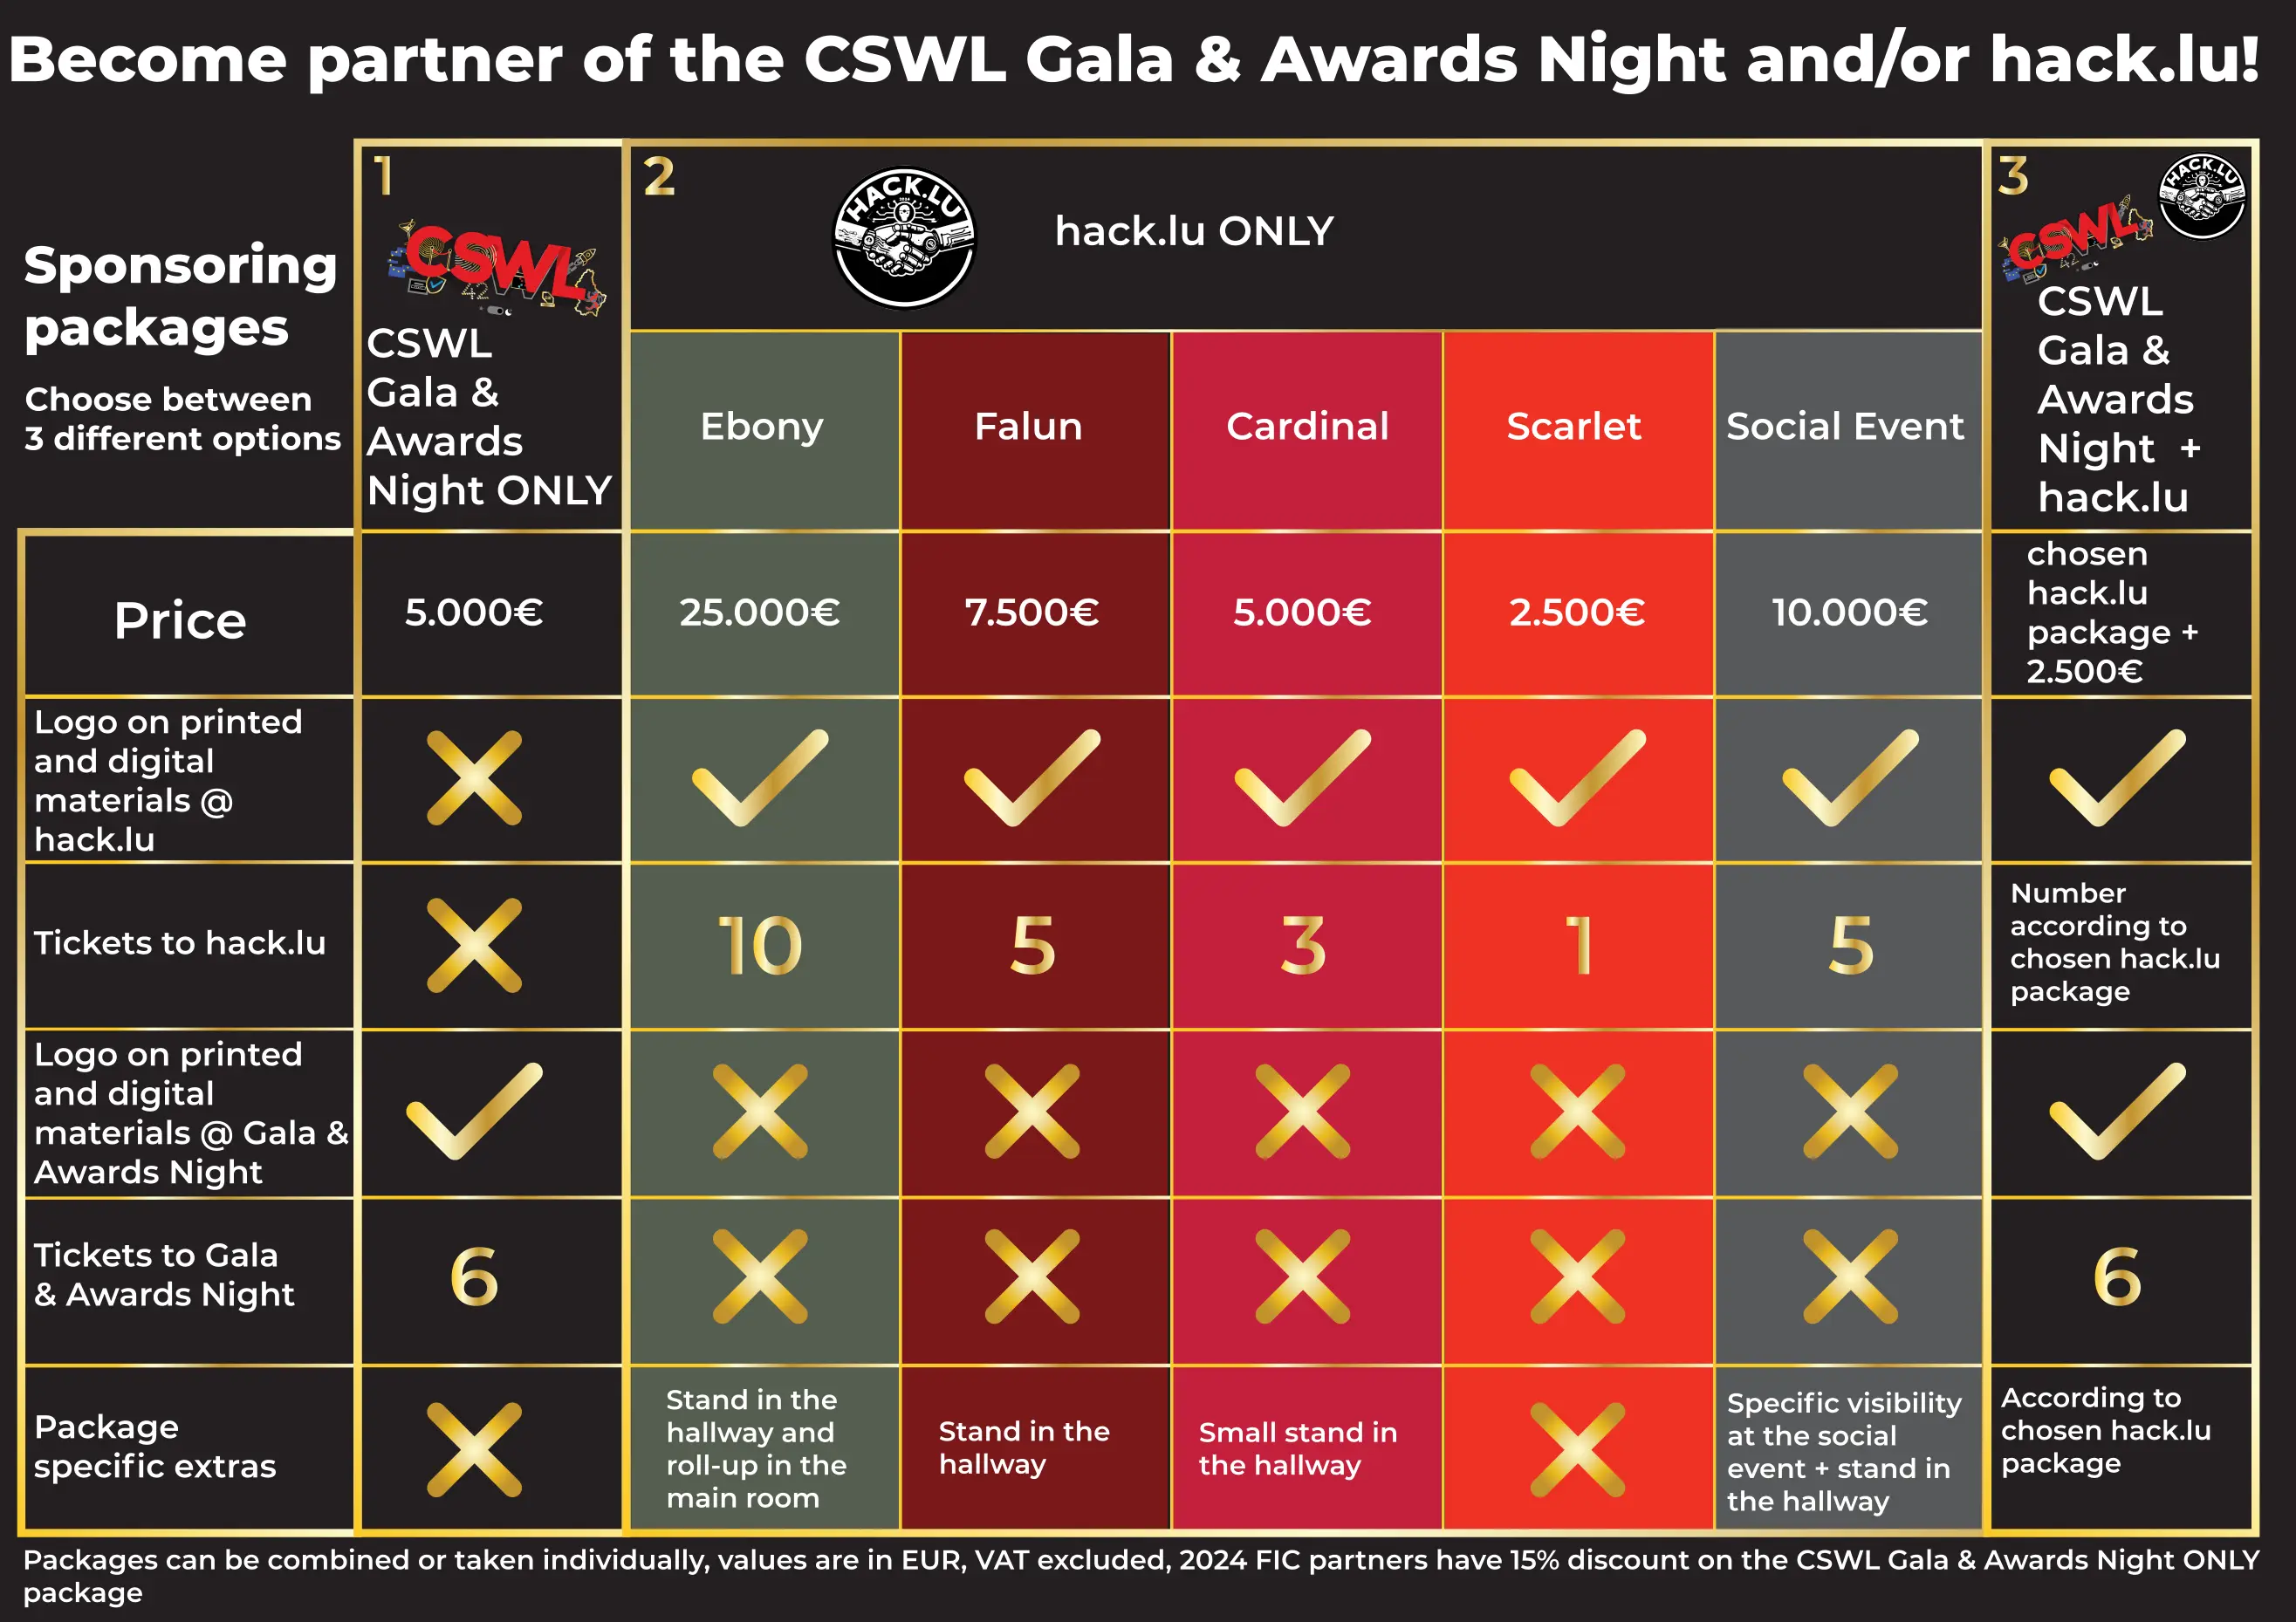 Become partner of the CSWL Gala & Awards Night and/or hack.lu!
Sponsoring
packages
Choose between
3 different options
1
CSWL
CSWL
Gala &
Awards
Night ONLY
2
HACK.LU
hack.lu ONLY
Ebony
Falun
Cardinal
Scarlet
Social Event
3
HACK.LU
CSWL
CSWL
Gala &
Awards
Night +
hack.lu
Price
5.000€
25.000€
7.500€
5.000€
2.500€
10.000€
chosen
hack.lu
package +
2.500€
Logo on printed
and digital
materials @
hack.lu
Tickets to hack.lu
10
5
3
1
5
Number
according to
chosen hack.lu
package
Logo on printed
and digital
materials @ Gala &
Awards Night
Tickets to Gala
& Awards Night
6
6
Package
specific extras
Stand in the
hallway and
roll-up in the
main room
Stand in the
hallway
Small stand in
the hallway
Specific visibility
at the social
event + stand in
the hallway
According to
chosen hack.lu
package
Packages can be combined or taken individually, values are in EUR, VAT excluded, 2024 FIC partners have 15% discount on the CSWL Gala & Awards Night ONLY
package